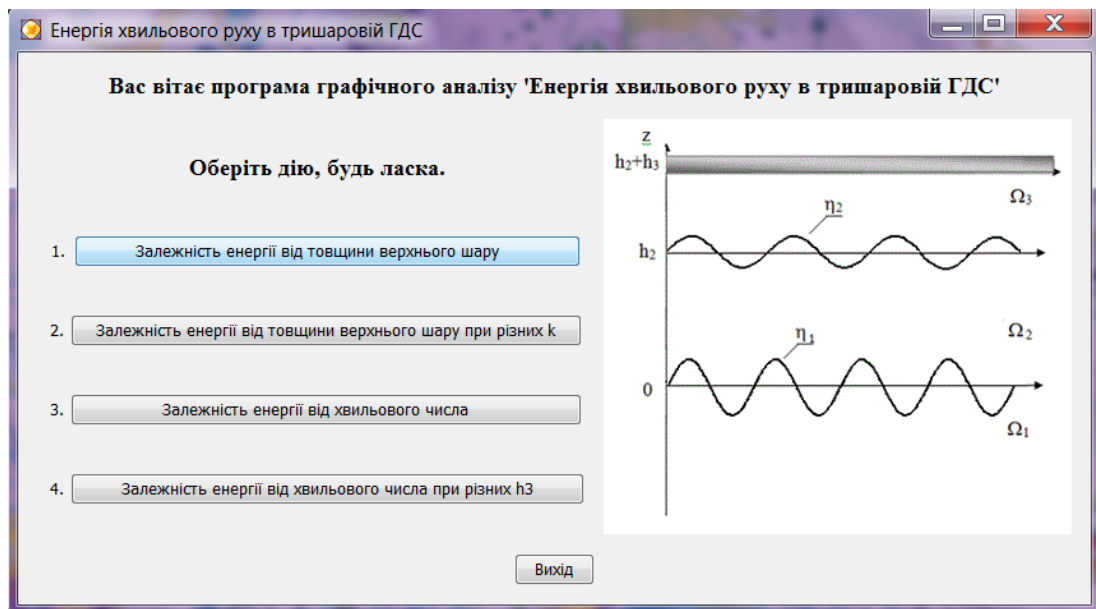 Енергія хвильового руху в тришаровій ГДС
Вас вітає програма графічного аналізу 'Енергія хвильового руху в тришаровій ГДС'
Оберіть дію, будь ласка.
1. Залежність енергії від товщини верхнього шару
2. Залежність енергії від товщини верхнього шару при різних k
3. Залежність енергії від хвильового числа
4. Залежність енергії від хвильового числа при різних h3
z
h₂+h₃
Ω₃
η₂
h₂
Ω₂
η₁
0
Ω₁
Вихід